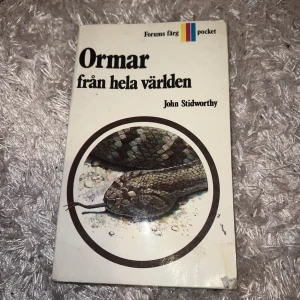 Forums färg pocket
Ormar
från hela världen
John Stidworthy